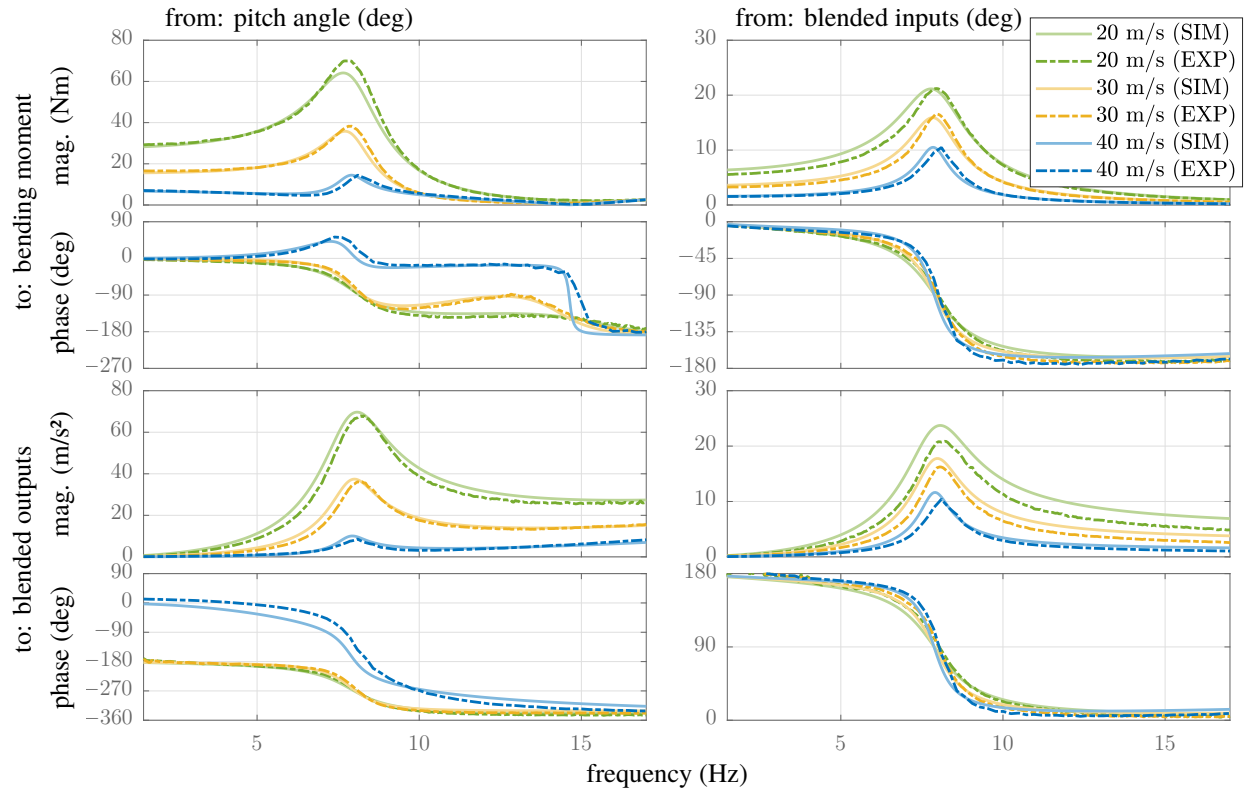 from: pitch angle (deg)
from: blended inputs (deg)
20 m/s (SIM)
20 m/s (EXP)
30 m/s (SIM)
30 m/s (EXP)
40 m/s (SIM)
40 m/s (EXP)
to: bending moment
mag. (Nm)
80
60
40
20
0
30
20
10
0
phase (deg)
90
0
−90
−180
−270
0
−45
−90
−135
−180
to: blended outputs
mag. (m/s²)
80
60
40
20
0
30
20
10
0
phase (deg)
90
0
−90
−180
−270
−360
180
90
0
5 10 15
5 10 15
frequency (Hz)